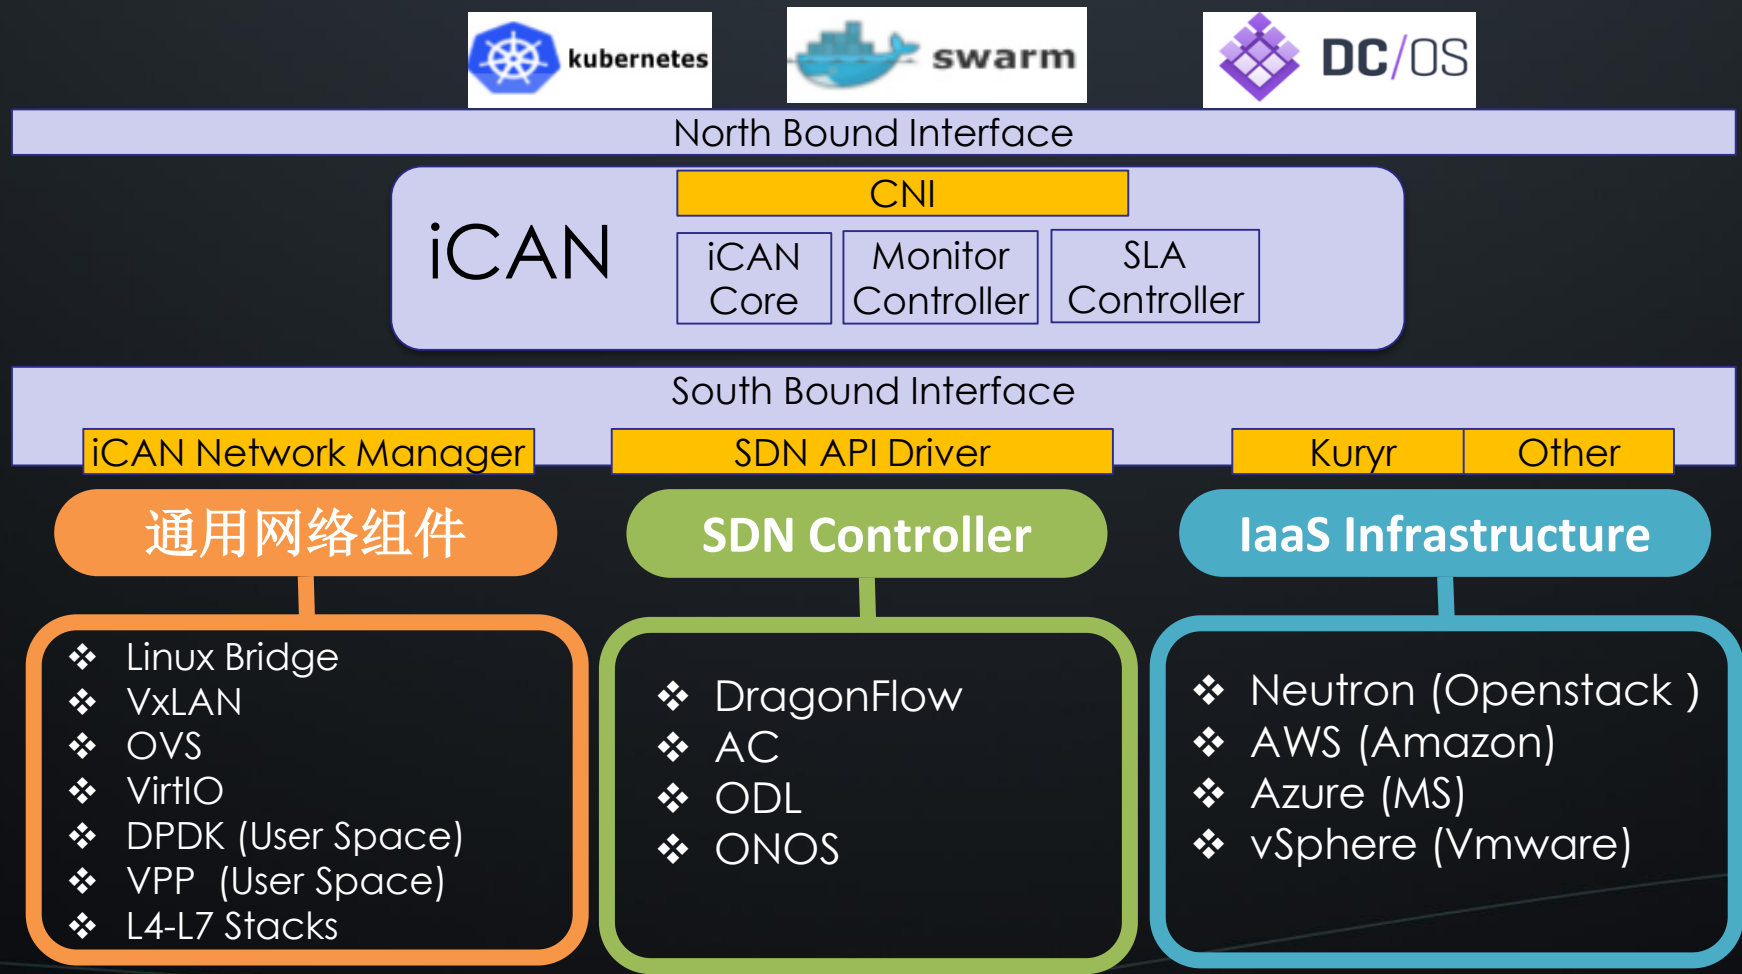 kubernetes
swarm
DC/OS
North Bound Interface
iCAN
CNI
iCAN
Core
Monitor
Controller
SLA
Controller
South Bound Interface
iCAN Network Manager
SDN API Driver
Kuryr
Other
通用网络组件
SDN Controller
IaaS Infrastructure
❖ Linux Bridge
❖ VxLAN
❖ OVS
❖ VirtIO
❖ DPDK (User Space)
❖ VPP (User Space)
❖ L4-L7 Stacks
❖ DragonFlow
❖ AC
❖ ODL
❖ ONOS
❖ Neutron (Openstack )
❖ AWS (Amazon)
❖ Azure (MS)
❖ vSphere (Vmware)